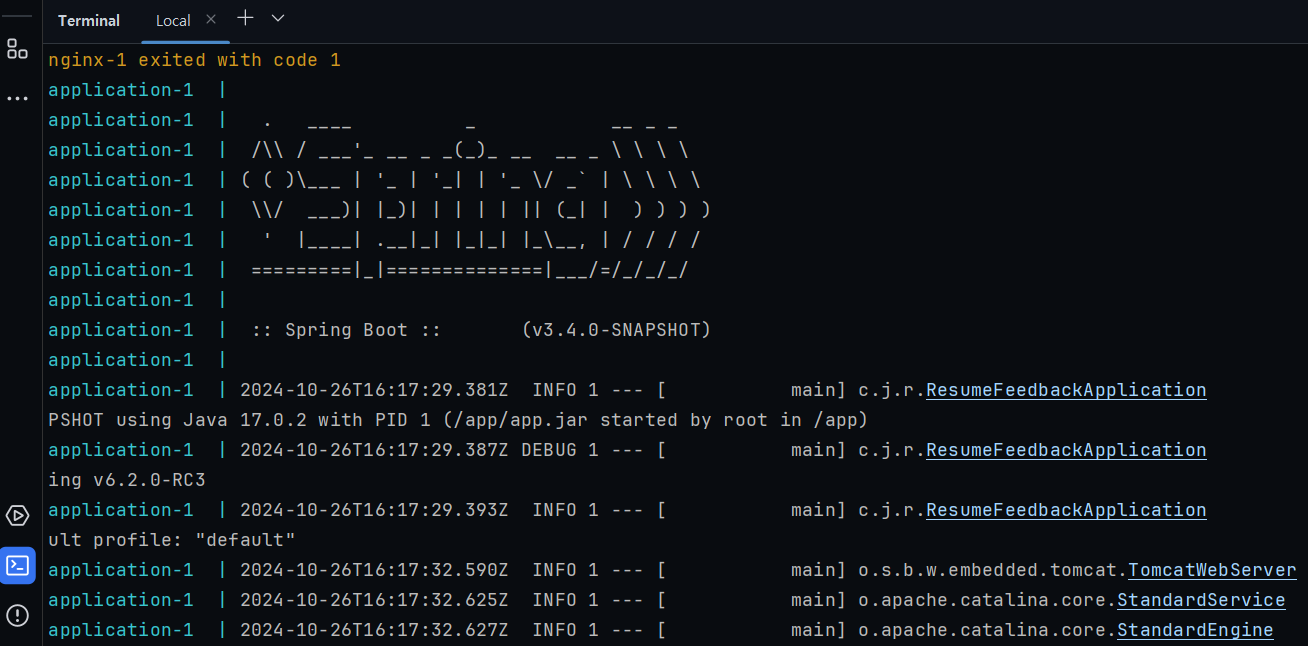 Terminal Local × + 
nginx-1 exited with code 1
application-1  |
application-1  |   .   ____          _            __ _ _
application-1  |  /\\ / ___'_ __ _ _(_)_ __  __ _ \ \ \ \
application-1  | ( ( )\___ | '_ | '_| | '_ \/ _` | \ \ \ \
application-1  |  \\/  ___)| |_)| | | | | || (_| |  ) ) ) )
application-1  |   '  |____| .__|_| |_|_| |_\__, | / / / /
application-1  |  =========|_|==============|___/=/_/_/_/
application-1  |
application-1  |  :: Spring Boot ::       (v3.4.0-SNAPSHOT)
application-1  |
application-1  | 2024-10-26T16:17:29.381Z  INFO 1 --- [           main] c.j.r.ResumeFeedbackApplication
PSHOT using Java 17.0.2 with PID 1 (/app/app.jar started by root in /app)
application-1  | 2024-10-26T16:17:29.387Z DEBUG 1 --- [           main] c.j.r.ResumeFeedbackApplication
ing v6.2.0-RC3
application-1  | 2024-10-26T16:17:29.393Z  INFO 1 --- [           main] c.j.r.ResumeFeedbackApplication
ult profile: "default"
application-1  | 2024-10-26T16:17:32.590Z  INFO 1 --- [           main] o.s.b.w.embedded.tomcat.TomcatWebServer
application-1  | 2024-10-26T16:17:32.625Z  INFO 1 --- [           main] o.apache.catalina.core.StandardService
application-1  | 2024-10-26T16:17:32.627Z  INFO 1 --- [           main] o.apache.catalina.core.StandardEngine